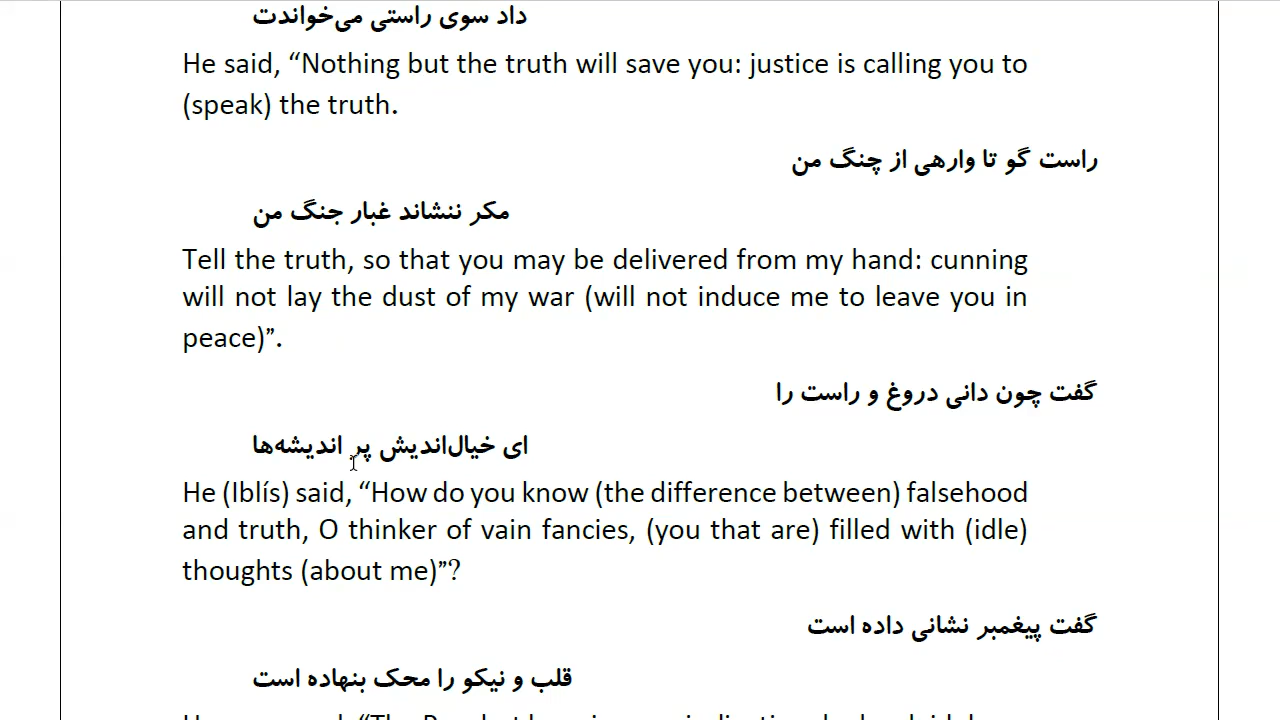 داد سوی راستی می‌خواندت
He said, “Nothing but the truth will save you: justice is calling you to
(speak) the truth.
راست گو تا وارهی از چنگ من
مکر ننشاند غبار جنگ من
Tell the truth, so that you may be delivered from my hand: cunning
will not lay the dust of my war (will not induce me to leave you in
peace)”.
گفت چون دانی دروغ و راست را
ای خیال‌اندیش پر اندیشه‌ها
He (Iblís) said, “How do you know (the difference between) falsehood
and truth, O thinker of vain fancies, (you that are) filled with (idle)
thoughts (about me)”?
گفت پیغمبر نشانی داده است
قلب و نیکو را محک بنهاده است